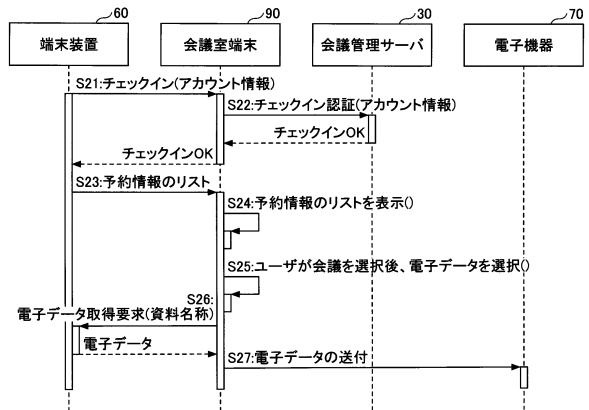 60
90
30
70
端末装置
会議室端末
会議管理サーバ
電子機器
S21:チェックイン(アカウント情報)
S22:チェックイン認証(アカウント情報)
チェックインOK
チェックインOK
S23:予約情報のリスト
S24:予約情報のリストを表示()
S25:ユーザが会議を選択後、電子データを選択()
S26:
電子データ取得要求(資料名称)
電子データ
S27:電子データの送付